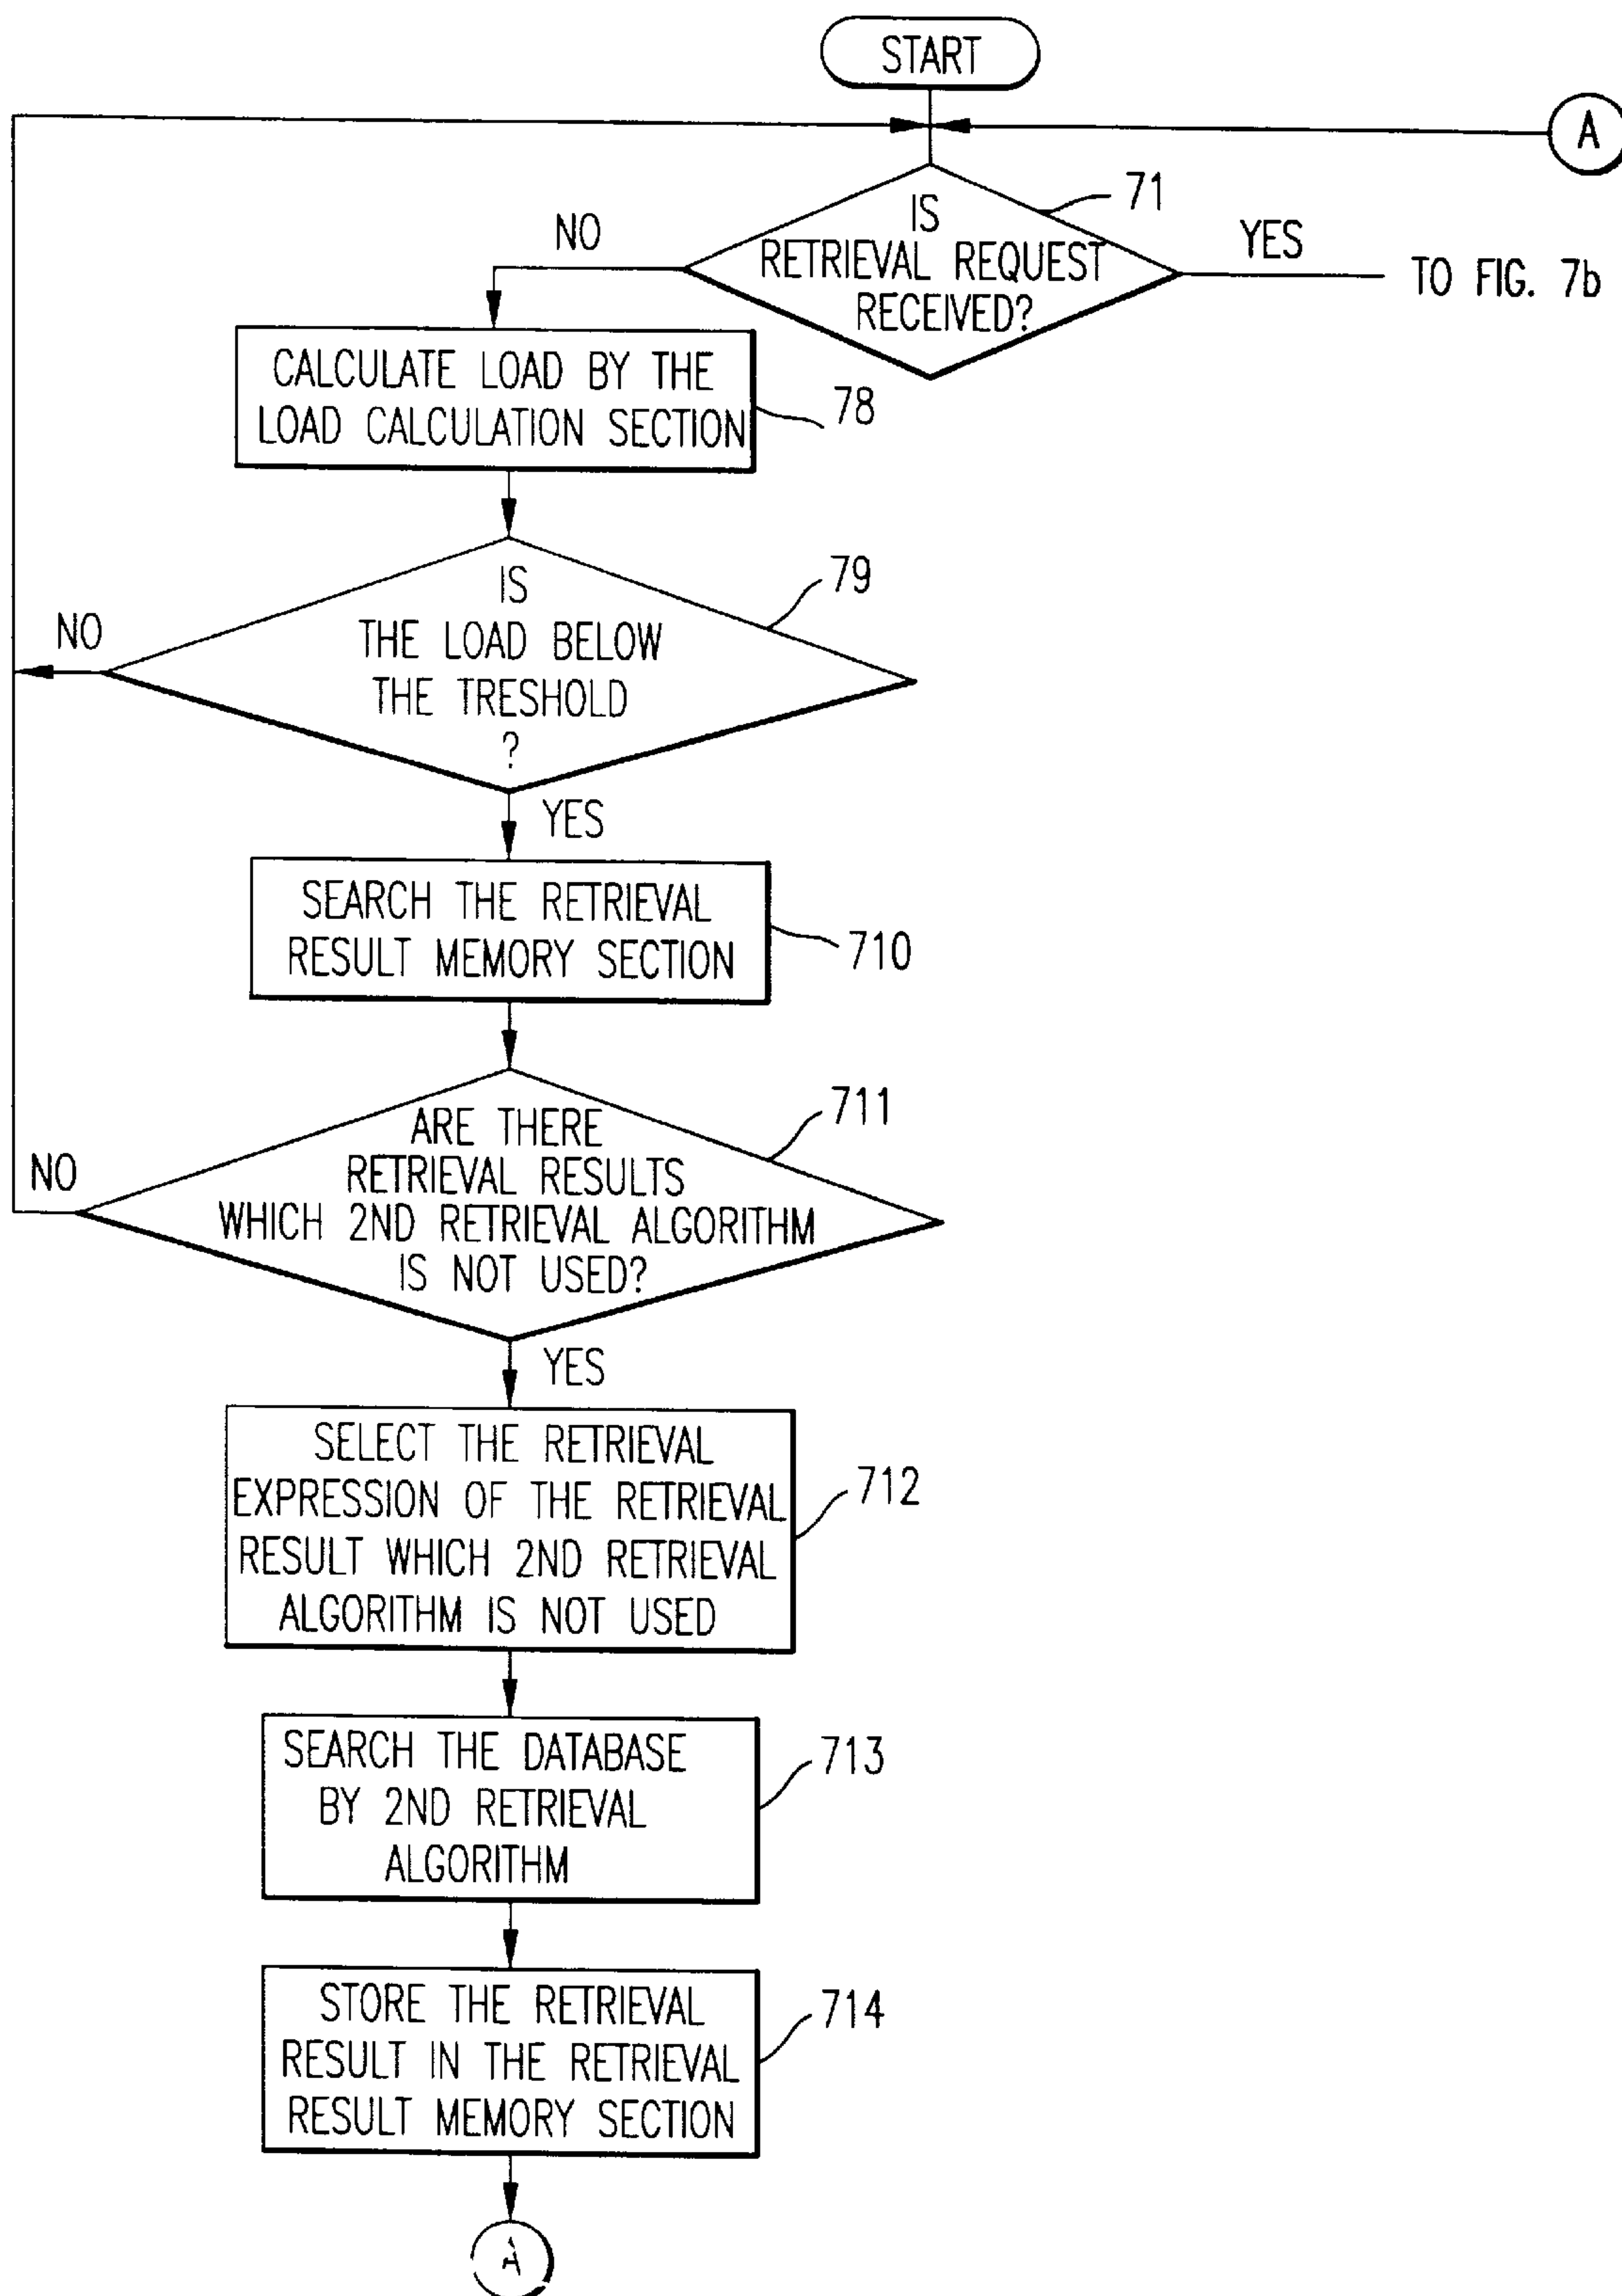 START
A
IS
RETRIEVAL REQUEST
RECEIVED?
71
NO
YES
TO FIG. 7b
CALCULATE LOAD BY THE
LOAD CALCULATION SECTION
78
IS
THE LOAD BELOW
THE TRESHOLD
?
79
NO
YES
SEARCH THE RETRIEVAL
RESULT MEMORY SECTION
710
ARE THERE
RETRIEVAL RESULTS
WHICH 2ND RETRIEVAL ALGORITHM
IS NOT USED?
711
NO
YES
SELECT THE RETRIEVAL
EXPRESSION OF THE RETRIEVAL
RESULT WHICH 2ND RETRIEVAL
ALGORITHM IS NOT USED
712
SEARCH THE DATABASE
BY 2ND RETRIEVAL
ALGORITHM
713
STORE THE RETRIEVAL
RESULT IN THE RETRIEVAL
RESULT MEMORY SECTION
714
A